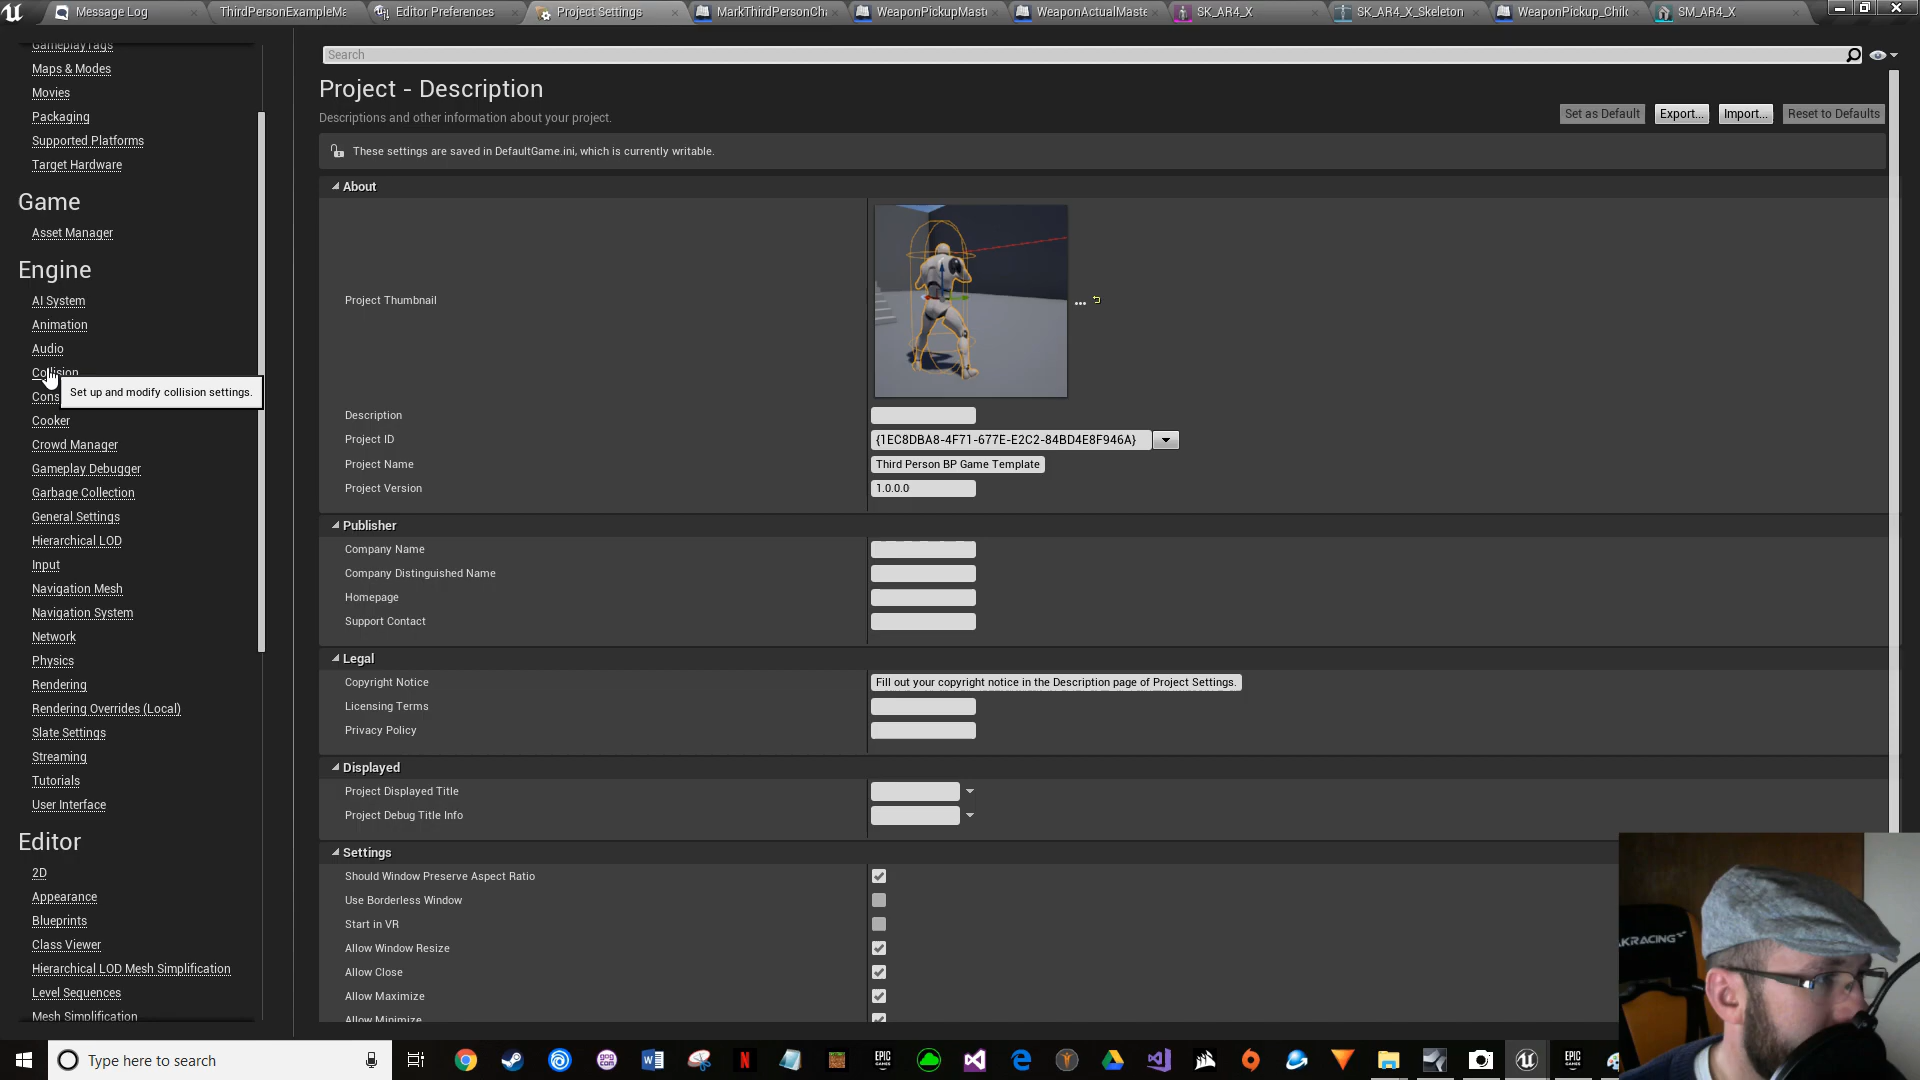 Message Log
ThirdPersonExampleMa
Editor Preferences
Project Settings
MarkThirdPersonCha
WeaponPickupMaste
WeaponActualMaste
SK_AR4_X
SK_AR4_X_Skeleton
WeaponPickup_Child
SM_AR4_X
GameplayTags
Maps & Modes
Movies
Packaging
Supported Platforms
Target Hardware
Game
Asset Manager
Engine
AI System
Animation
Audio
Collision
Set up and modify collision settings.
Cons
Cooker
Crowd Manager
Gameplay Debugger
Garbage Collection
General Settings
Hierarchical LOD
Input
Navigation Mesh
Navigation System
Network
Physics
Rendering
Rendering Overrides (Local)
Slate Settings
Streaming
Tutorials
User Interface
Editor
2D
Appearance
Blueprints
Class Viewer
Hierarchical LOD Mesh Simplification
Level Sequences
Mesh Simplification
Search
Project - Description
Descriptions and other information about your project.
Set as Default
Export...
Import...
Reset to Defaults
These settings are saved in DefaultGame.ini, which is currently writable.
About
Project Thumbnail
Description
Project ID
{1EC8DBA8-4F71-677E-E2C2-84BD4E8F946A}
Project Name
Third Person BP Game Template
Project Version
1.0.0.0
Publisher
Company Name
Company Distinguished Name
Homepage
Support Contact
Legal
Copyright Notice
Fill out your copyright notice in the Description page of Project Settings.
Licensing Terms
Privacy Policy
Displayed
Project Displayed Title
Project Debug Title Info
Settings
Should Window Preserve Aspect Ratio
Use Borderless Window
Start in VR
Allow Window Resize
Allow Close
Allow Maximize
Allow Minimize
AKRACING
Type here to search